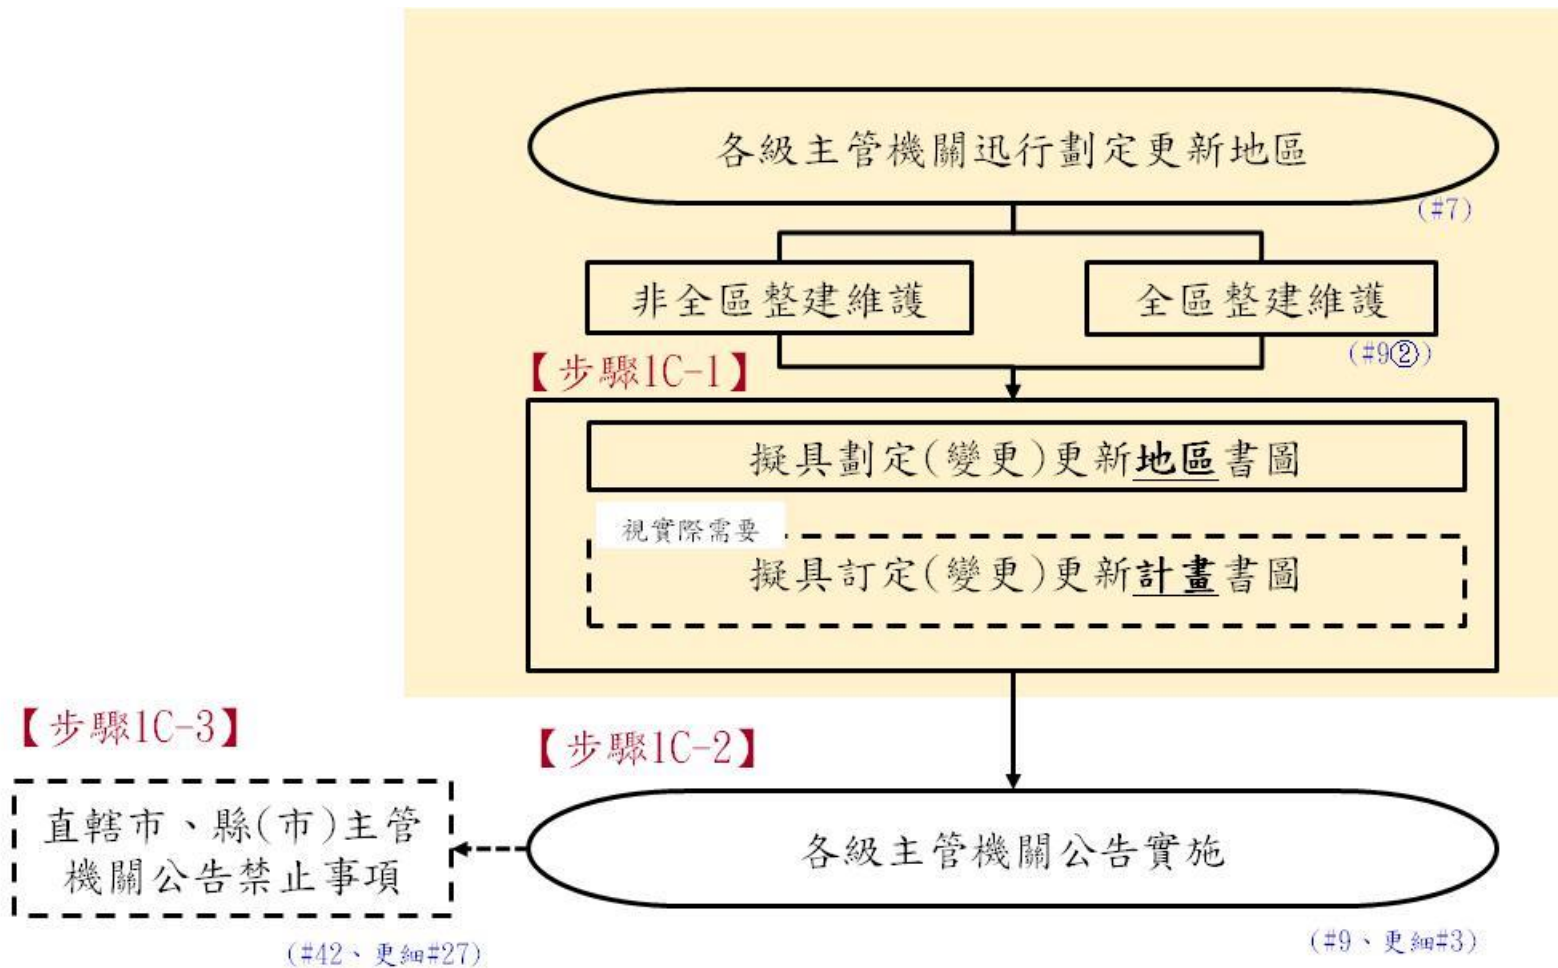 各級主管機關迅行劃定更新地區
(#7)
非全區整建維護
全區整建維護
(#9②)
【步驟1C-1】
擬具劃定(變更)更新地區書圖
視實際需要
擬具訂定(變更)更新計畫書圖
【步驟1C-3】
【步驟1C-2】
直轄市、縣(市)主管
機關公告禁止事項
各級主管機關公告實施
(#42、更細#27)
(#9、更細#3)